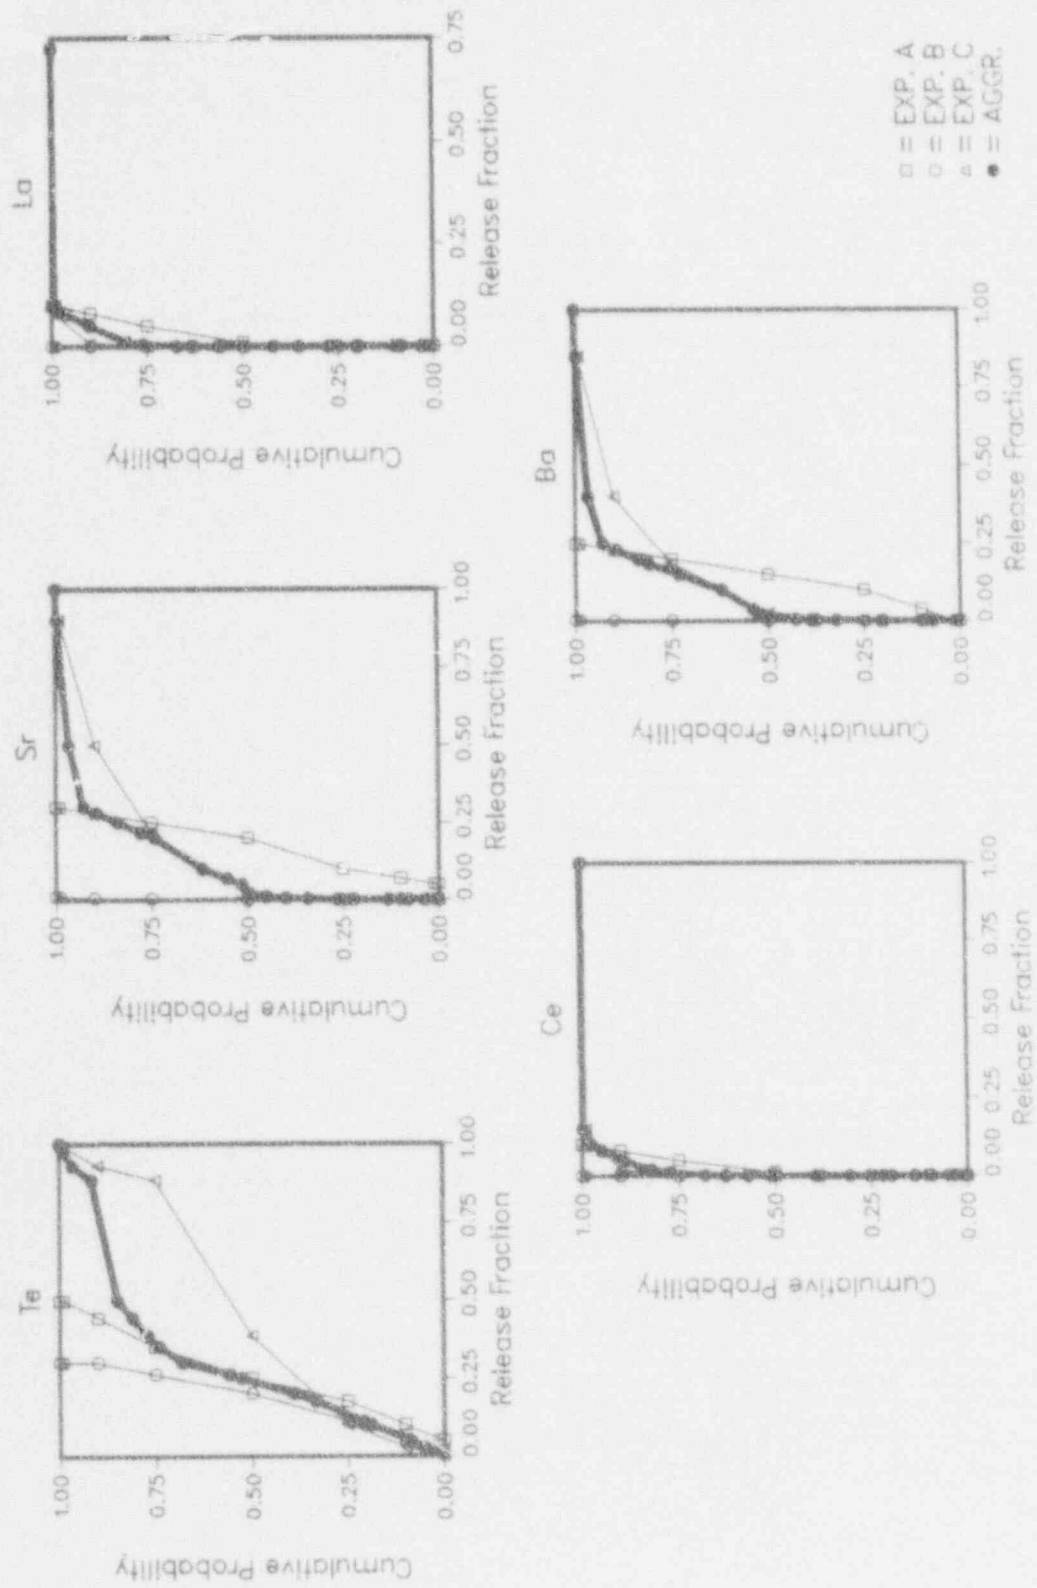 Te
Cumulative Probability
1.00
0.75
0.50
0.25
0.00
0.00 0.25 0.50 0.75 1.00
Release Fraction
Sr
Cumulative Probability
1.00
0.75
0.50
0.25
0.00
0.00 0.25 0.50 0.75 1.00
Release Fraction
La
Cumulative Probability
1.00
0.75
0.50
0.25
0.00
0.00 0.25 0.50 0.75
Release Fraction
Ce
Cumulative Probability
1.00
0.75
0.50
0.25
0.00
0.00 0.25 0.50 0.75 1.00
Release Fraction
Ba
Cumulative Probability
1.00
0.75
0.50
0.25
0.00
0.00 0.25 0.50 0.75 1.00
Release Fraction
□ = EXP. A
○ = EXP. B
△ = EXP. C
● = AGGR.